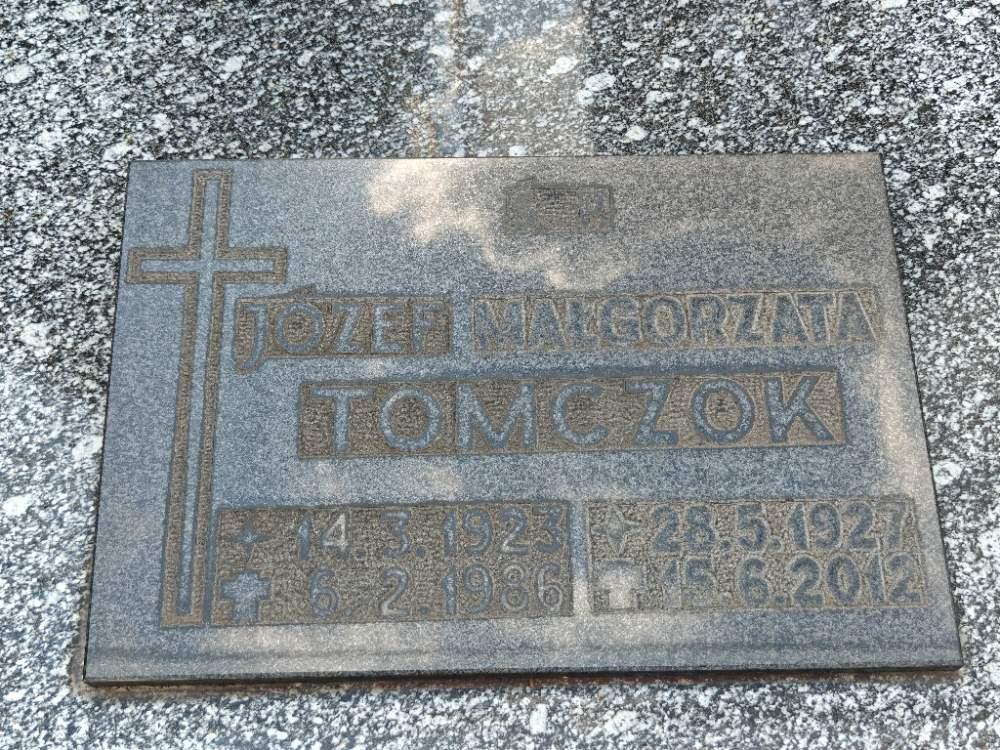 JÓZEF MAŁGORZATA
TOMCZOK
14.3.1923 28.5.1927
6.2.1986 15.6.2012